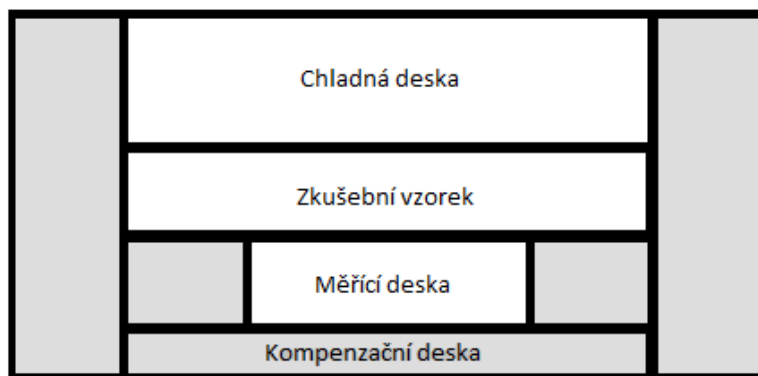 Chladná deska
Zkušební vzorek
Měřící deska
Kompenzační deska